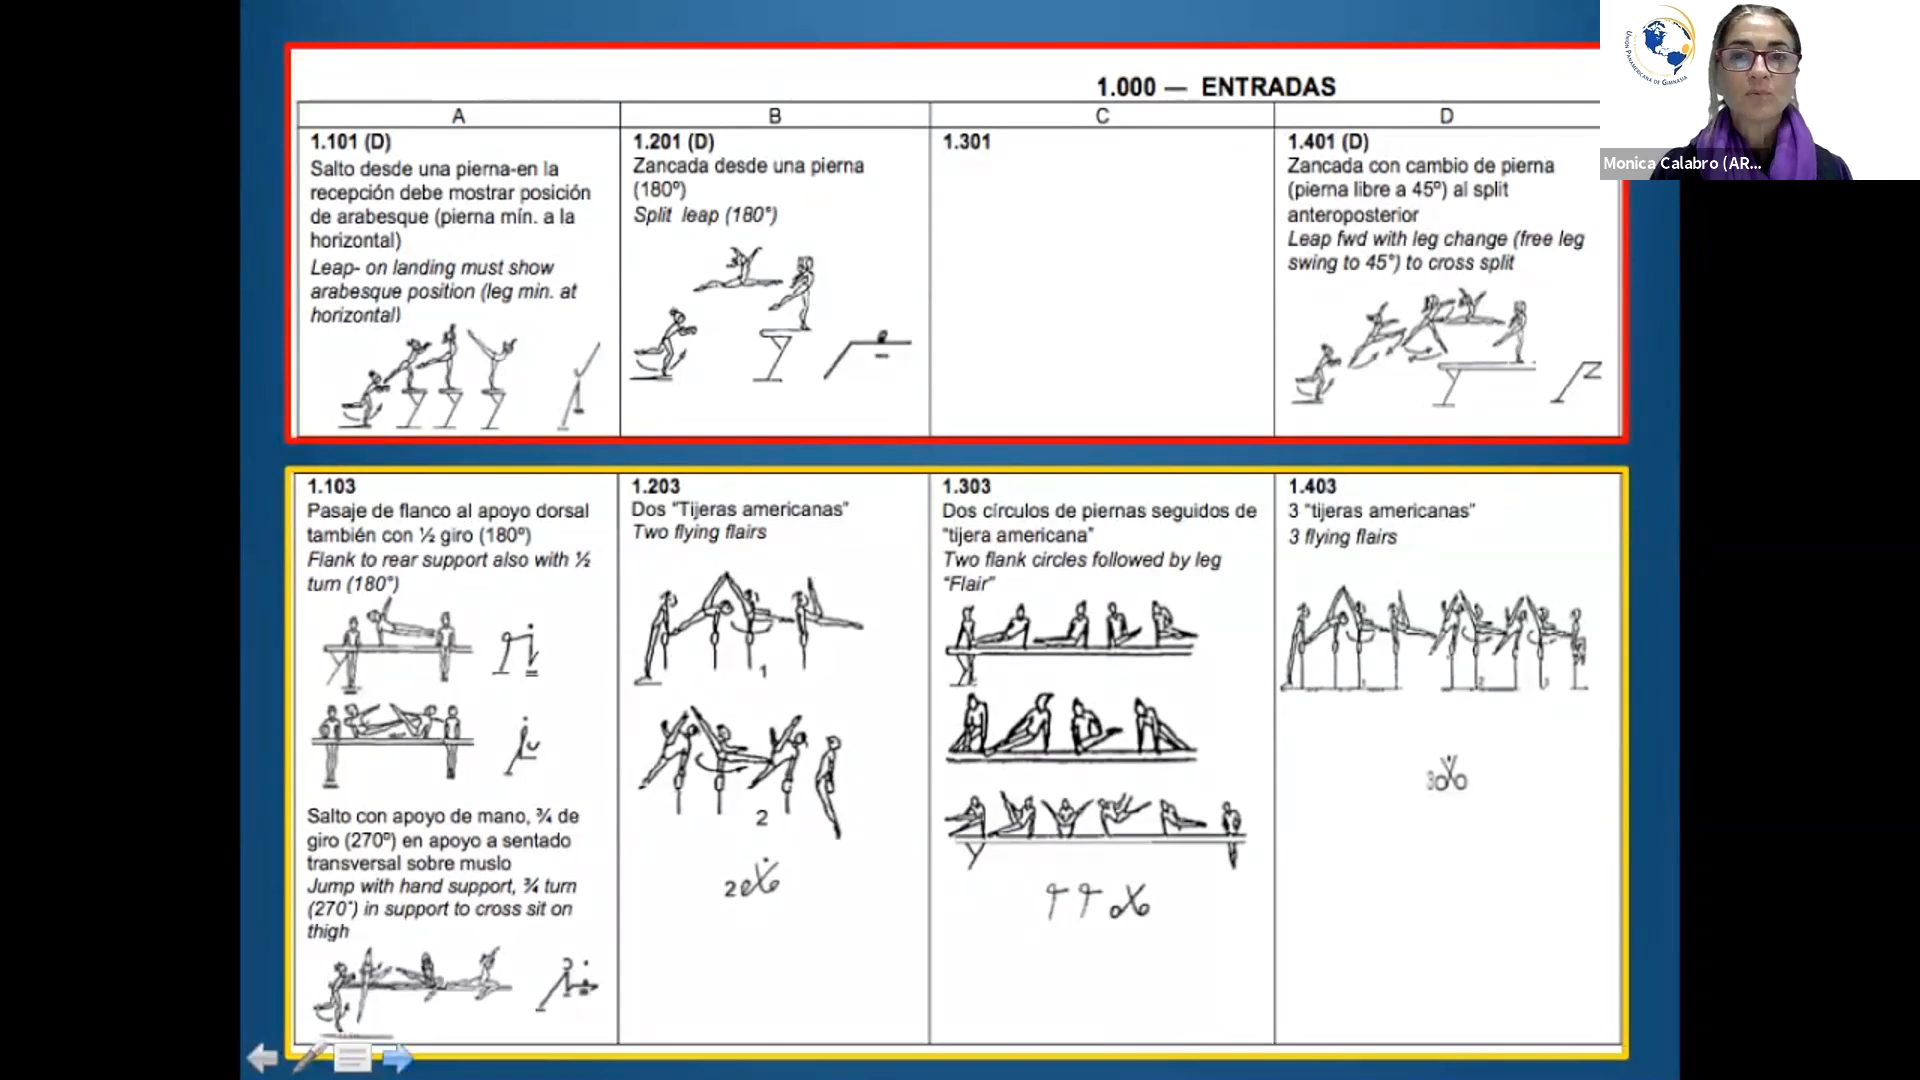 1.000 — ENTRADAS
A
B
C
D
1.101 (D)
Salto desde una pierna-en la
recepción debe mostrar posición
de arabesque (pierna mín. a la
horizontal)
Leap- on landing must show
arabesque position (leg min. at
horizontal)
1.201 (D)
Zancada desde una pierna
(180º)
Split leap (180°)
1.301
1.401 (D)
Zancada con cambio de pierna
(pierna libre a 45º) al split
anteroposterior
Leap fwd with leg change (free leg
swing to 45°) to cross split
1.103
Pasaje de flanco al apoyo dorsal
también con ½ giro (180º)
Flank to rear support also with ½
turn (180°)
Salto con apoyo de mano, ¾ de
giro (270º) en apoyo a sentado
transversal sobre muslo
Jump with hand support, ¾ turn
(270°) in support to cross sit on
thigh
1.203
Dos "Tijeras americanas"
Two flying flairs
1
2
2
1.303
Dos círculos de piernas seguidos de
"tijera americana"
Two flank circles followed by leg
"Flair"
1.403
3 "tijeras americanas"
3 flying flairs
UNIÓN PANAMERICANA DE GIMNASIA
Monica Calabro (AR...